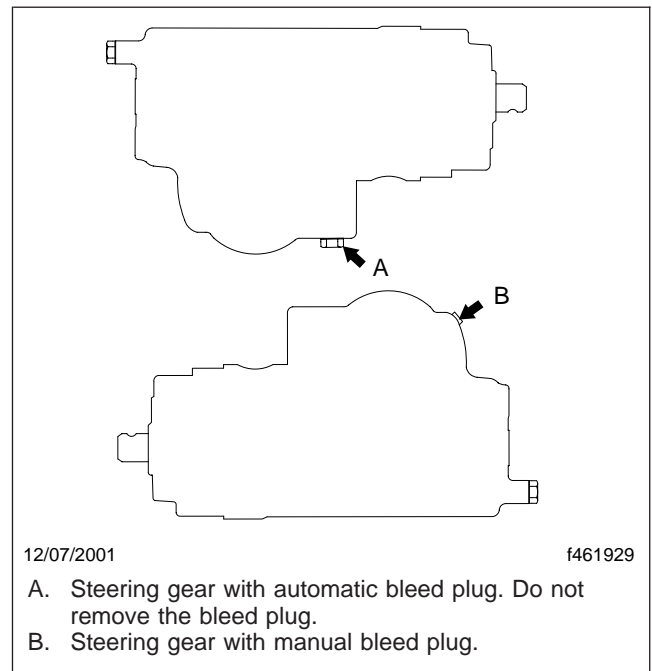 A
B
12/07/2001 f461929
A. Steering gear with automatic bleed plug. Do not
remove the bleed plug.
B. Steering gear with manual bleed plug.